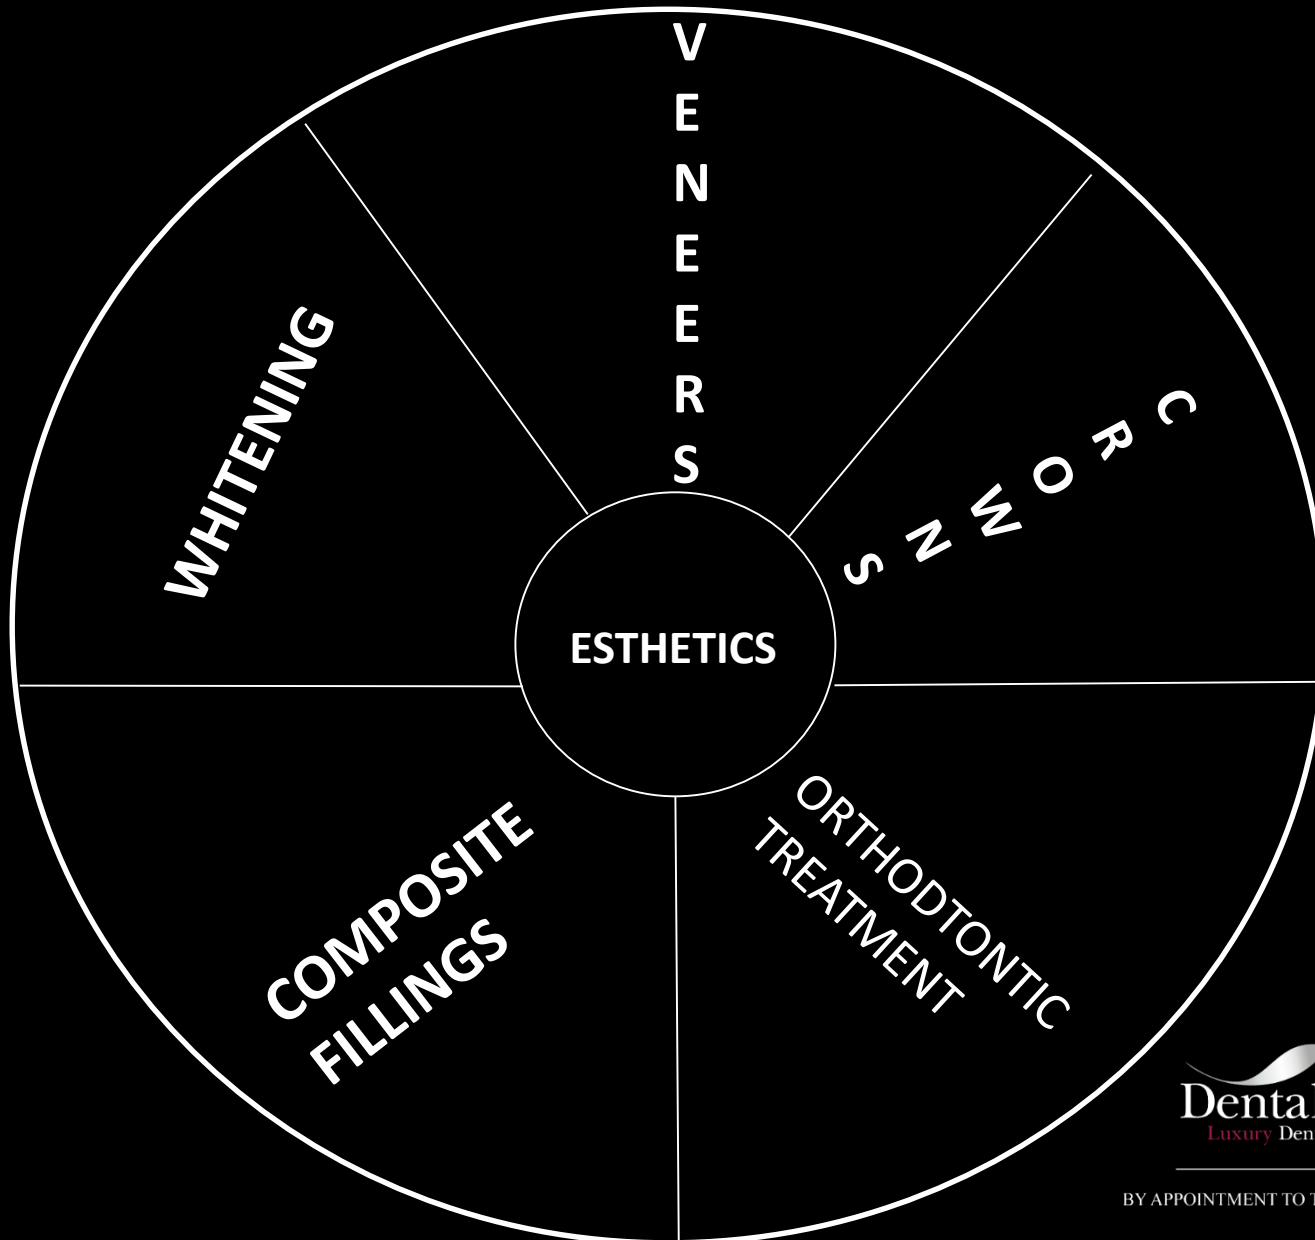 VENEERS
CROWNS
WHITENING
ESTHETICS
COMPOSITE
FILLINGS
ORTHODTONTIC
TREATMENT
Dental
Luxury Den
BY APPOINTMENT TO T